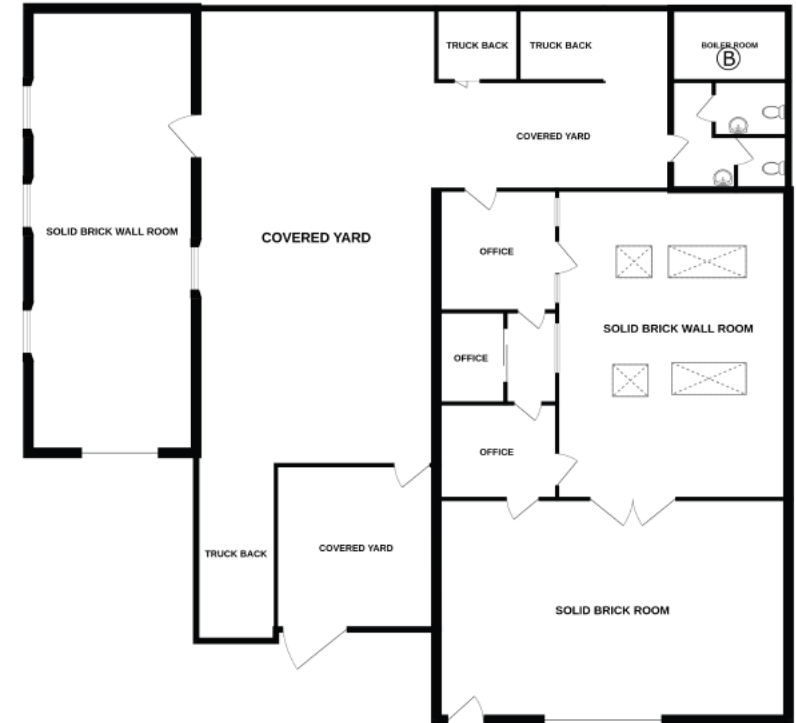 TRUCK BACK
TRUCK BACK
BOILER ROOM
B
COVERED YARD
SOLID BRICK WALL ROOM
COVERED YARD
OFFICE
SOLID BRICK WALL ROOM
OFFICE
OFFICE
TRUCK BACK
COVERED YARD
SOLID BRICK ROOM